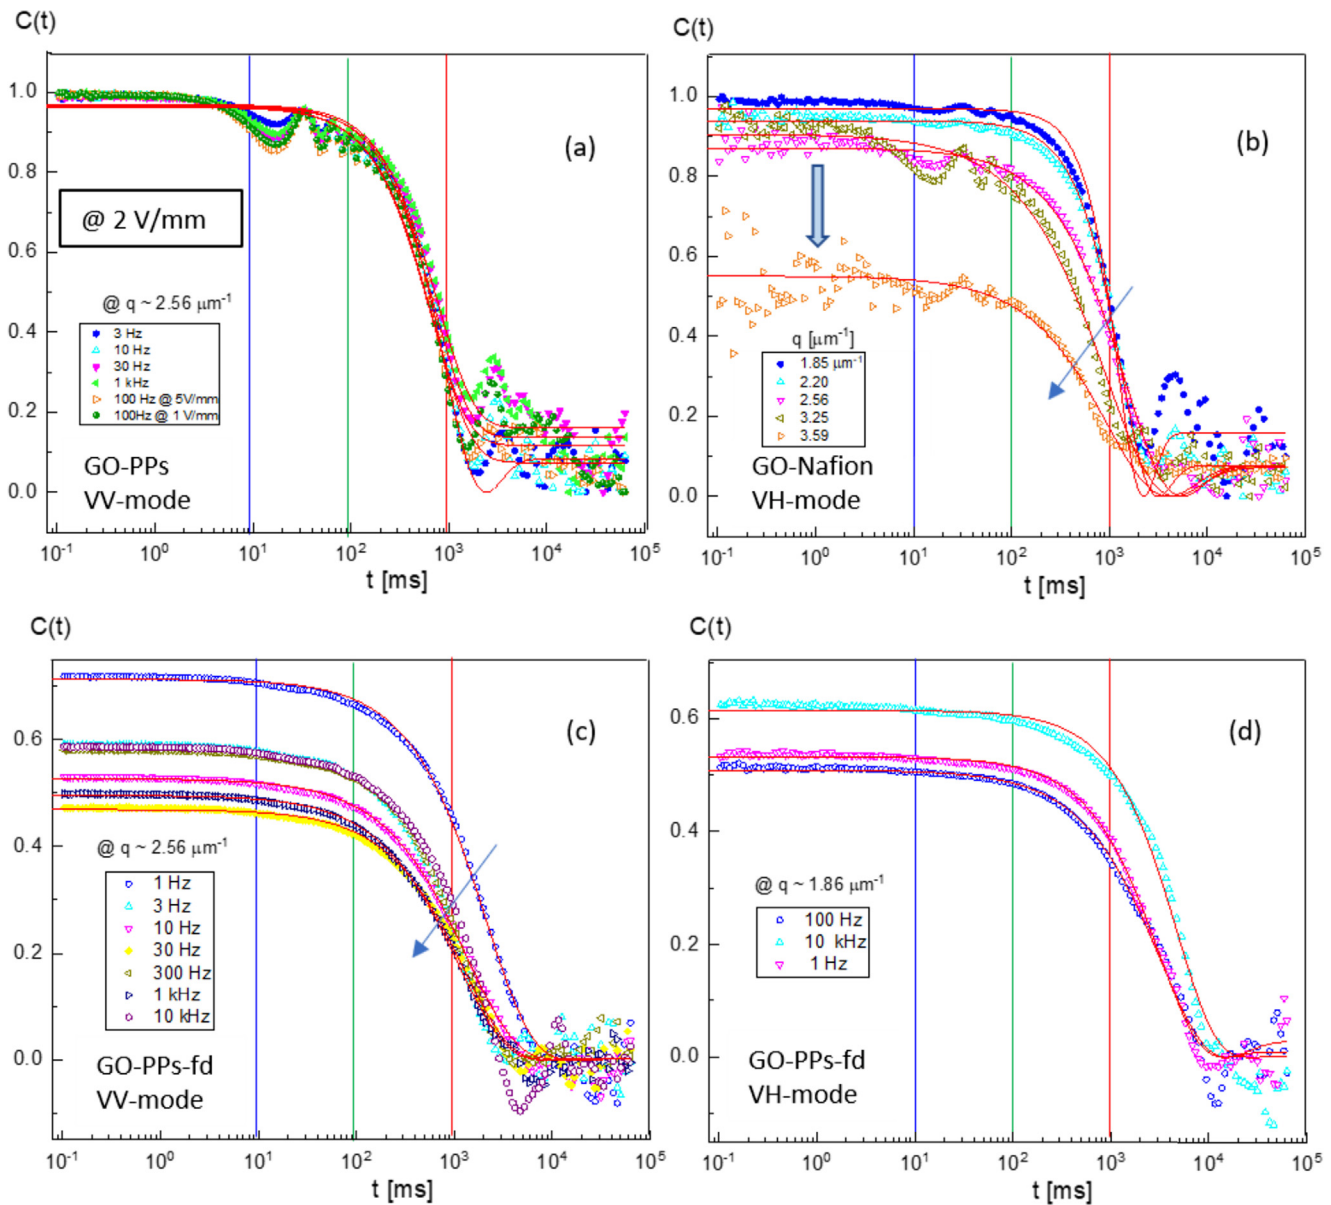 C(t)
1.0
0.8
0.6
0.4
0.2
0.0
(a)
@ 2 V/mm
@ q ~ 2.56 μm⁻¹
3 Hz
10 Hz
30 Hz
1 kHz
100 Hz @ 5V/mm
100Hz @ 1 V/mm
GO-PPs
VV-mode
10⁻¹ 10⁰ 10¹ 10² 10³ 10⁴ 10⁵
t [ms]
C(t)
1.0
0.8
0.6
0.4
0.2
0.0
(b)
q [μm⁻¹]
1.85 μm⁻¹
2.20
2.56
3.25
3.59
GO-Nafion
VH-mode
10⁻¹ 10⁰ 10¹ 10² 10³ 10⁴ 10⁵
t [ms]
C(t)
0.6
0.4
0.2
0.0
(c)
@ q ~ 2.56 μm⁻¹
1 Hz
3 Hz
10 Hz
30 Hz
300 Hz
1 kHz
10 kHz
GO-PPs-fd
VV-mode
10⁻¹ 10⁰ 10¹ 10² 10³ 10⁴ 10⁵
t [ms]
C(t)
0.6
0.4
0.2
0.0
(d)
@ q ~ 1.86 μm⁻¹
100 Hz
10 kHz
1 Hz
GO-PPs-fd
VH-mode
10⁻¹ 10⁰ 10¹ 10² 10³ 10⁴ 10⁵
t [ms]